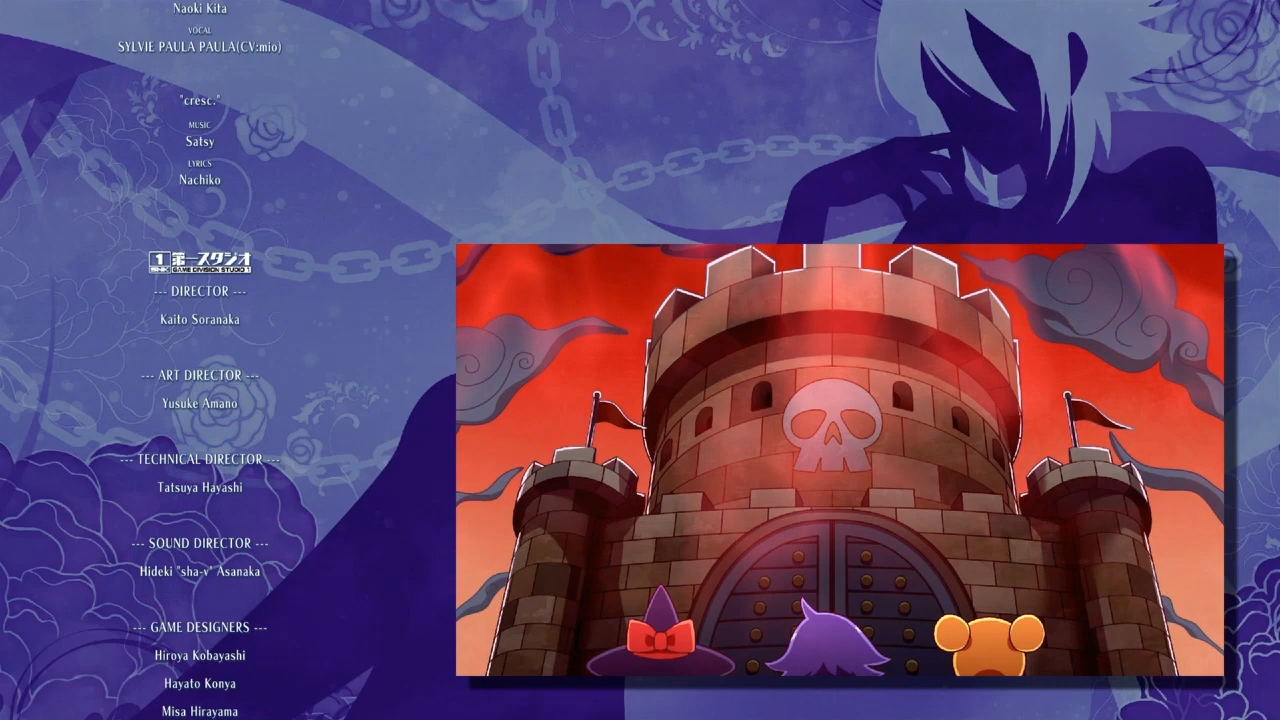 Naoki Kita
VOCAL
SYLVIE PAULA PAULA(CV:mio)
"cresc."
MUSIC
Satsy
LYRICS
Nachiko
1 第一スタジオ
SNK GAME DIVISION STUDIO 1
--- DIRECTOR ---
Kaito Soranaka
--- ART DIRECTOR ---
Yusuke Amano
--- TECHNICAL DIRECTOR ---
Tatsuya Hayashi
--- SOUND DIRECTOR ---
Hideki "sha-v" Asanaka
--- GAME DESIGNERS ---
Hiroya Kobayashi
Hayato Konya
Misa Hirayama